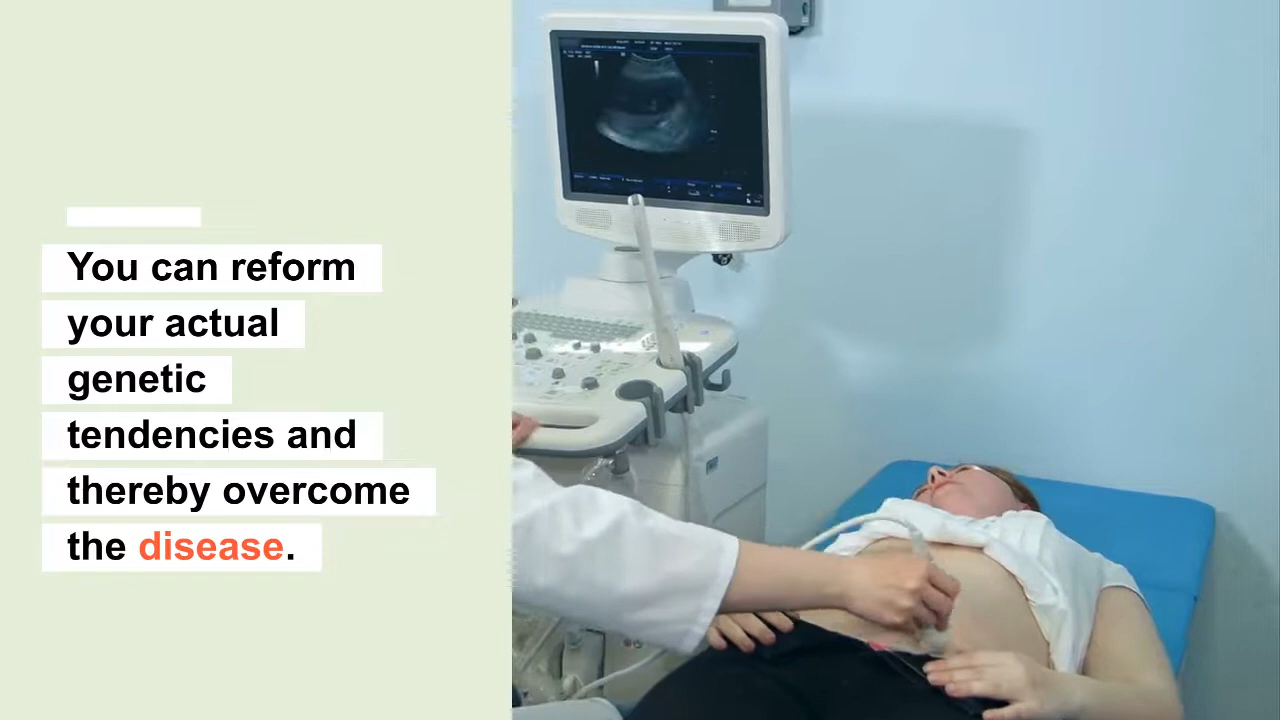 You can reform
your actual
genetic
tendencies and
thereby overcome
the disease.